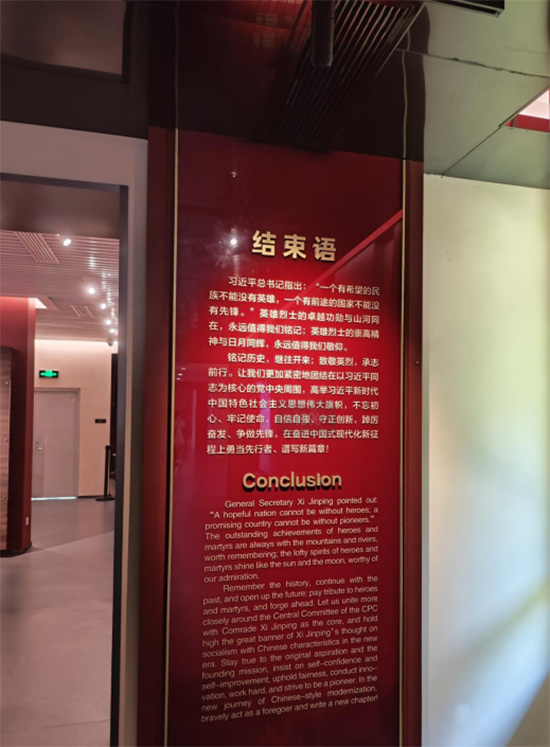 结束语
习近平总书记指出：“一个有希望的民
族不能没有英雄，一个有前途的国家不能没
有先锋。”英雄烈士的卓越功勋与山河同
在，永远值得我们铭记；英雄烈士的崇高精
神与日月同辉，永远值得我们敬仰。
铭记历史，继往开来；致敬英烈，承志
前行。让我们更加紧密地团结在以习近平同
志为核心的党中央周围，高举习近平新时代
中国特色社会主义思想伟大旗帜，不忘初
心、牢记使命，自信自强、守正创新，踔厉
奋发、争做先锋，在奋进中国式现代化新征
程上勇当先行者、谱写新篇章！
Conclusion
General Secretary Xi Jinping pointed out:
“A hopeful nation cannot be without heroes; a
promising country cannot be without pioneers.”
The outstanding achievements of heroes and
martyrs are always with the mountains and rivers,
worth remembering; the lofty spirits of heroes and
martyrs shine like the sun and the moon, worthy of
our admiration.
Remember the history, continue with the
past, and open up the future; pay tribute to heroes
and martyrs, and forge ahead. Let us unite more
closely around the Central Committee of the CPC
with Comrade Xi Jinping as the core, and hold
high the great banner of Xi Jinping's thought on
socialism with Chinese characteristics in the new
era. Stay true to the original aspiration and the
founding mission, insist on self-confidence and
self-improvement, uphold fairness, conduct inno-
vation, work hard, and strive to be a pioneer. In the
new journey of Chinese-style modernization,
bravely act as a foregoer and write a new chapter!